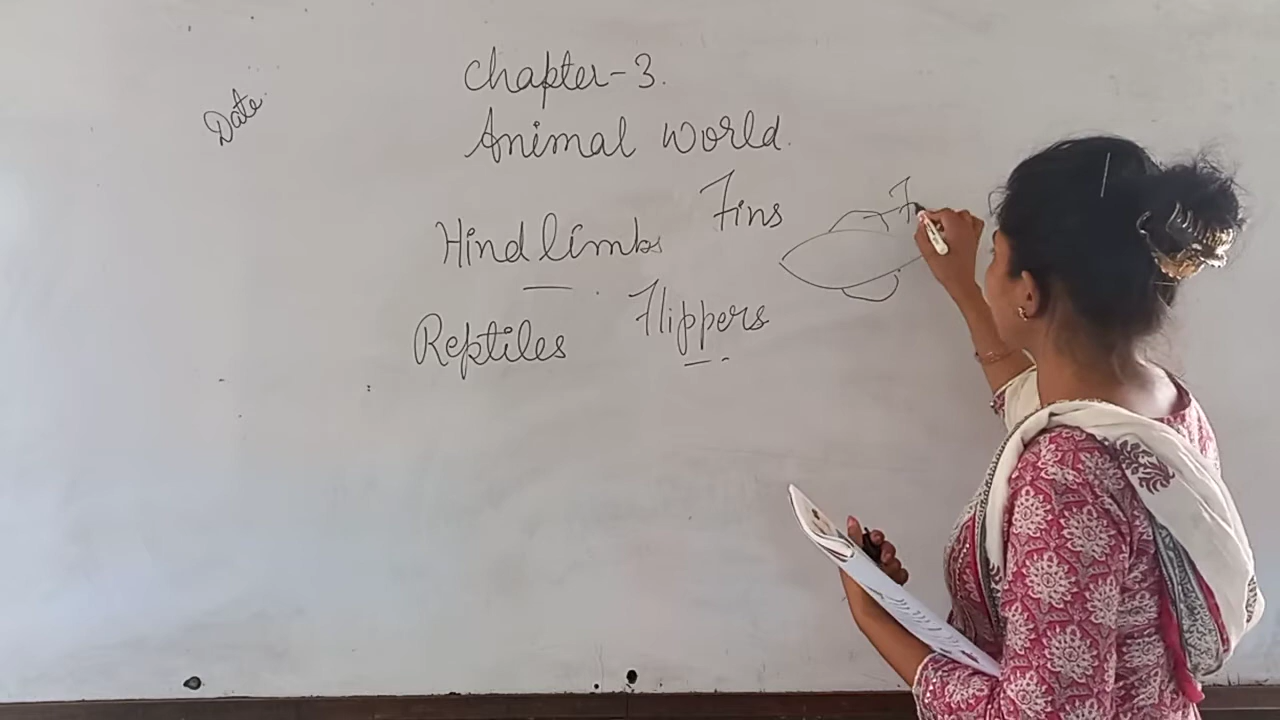 Chapter-3.
Date.
Animal world.
Fins
Hind limbs
Flippers
Reptiles